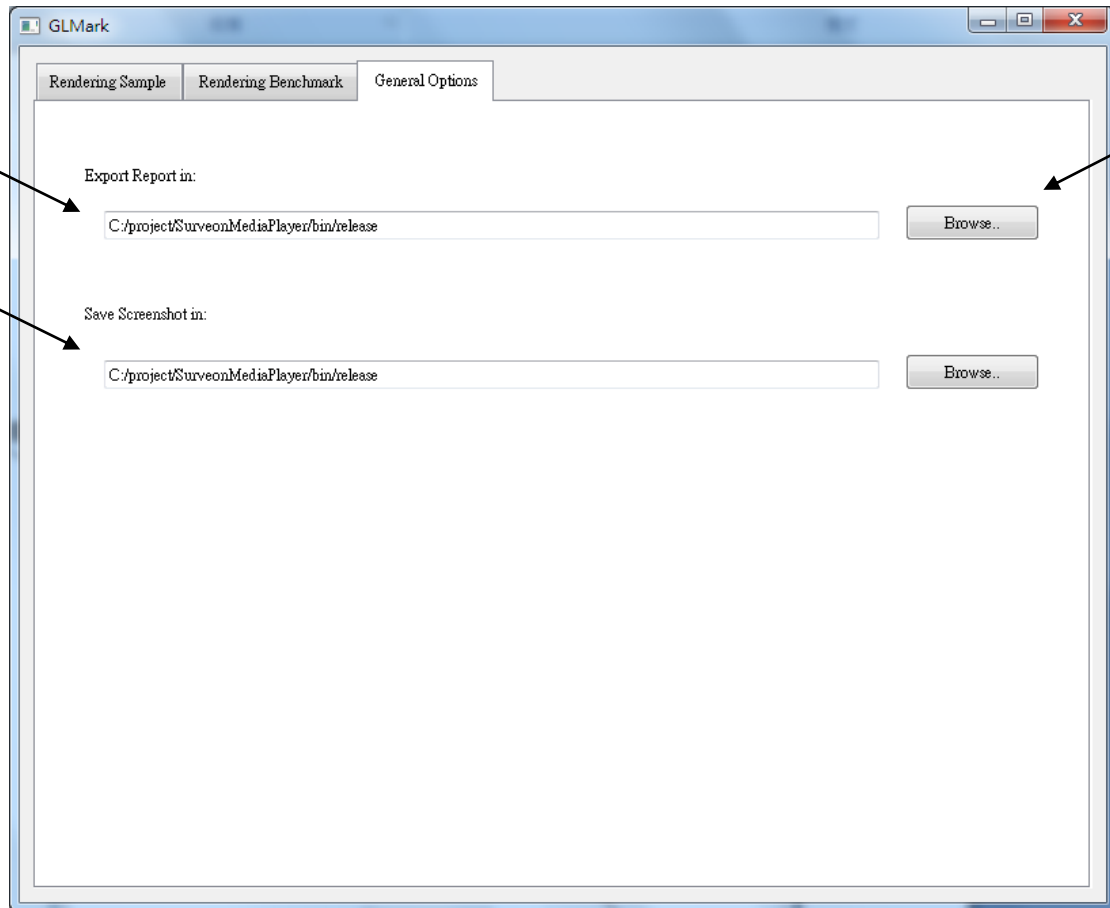 GLMark
Rendering Sample Rendering Benchmark General Options
Export Report in:
C:/project/SurveonMediaPlayer/bin/release Browse..
Save Screenshot in:
C:/project/SurveonMediaPlayer/bin/release Browse..